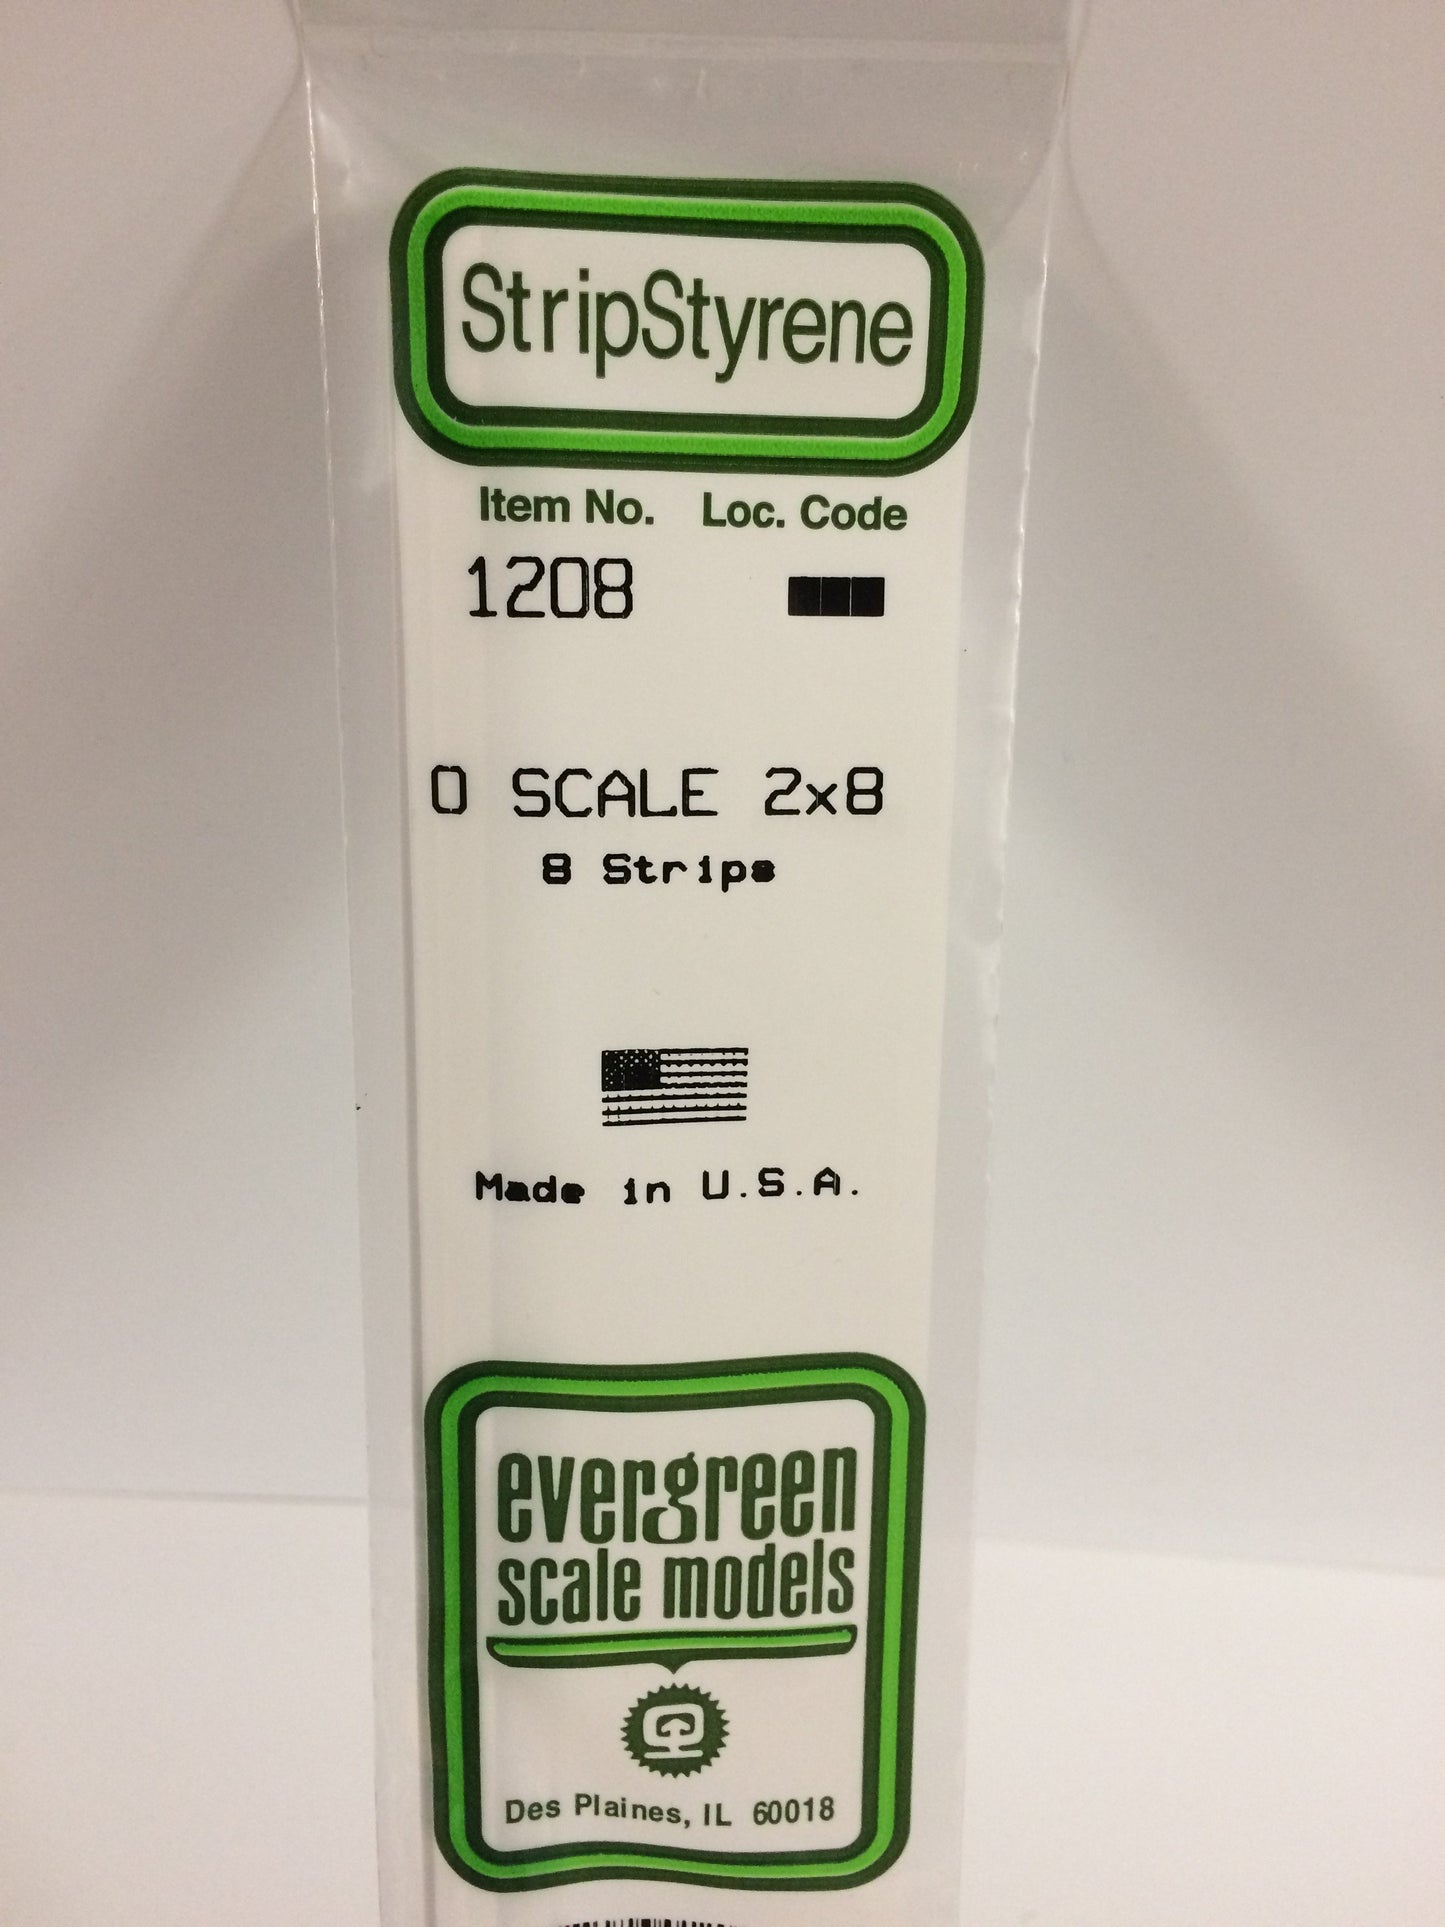 StripStyrene
Item No. Loc. Code
1208
O SCALE 2x8
8 Strips
Made in U.S.A.
evergreen
scale models
Des Plaines, IL 60018